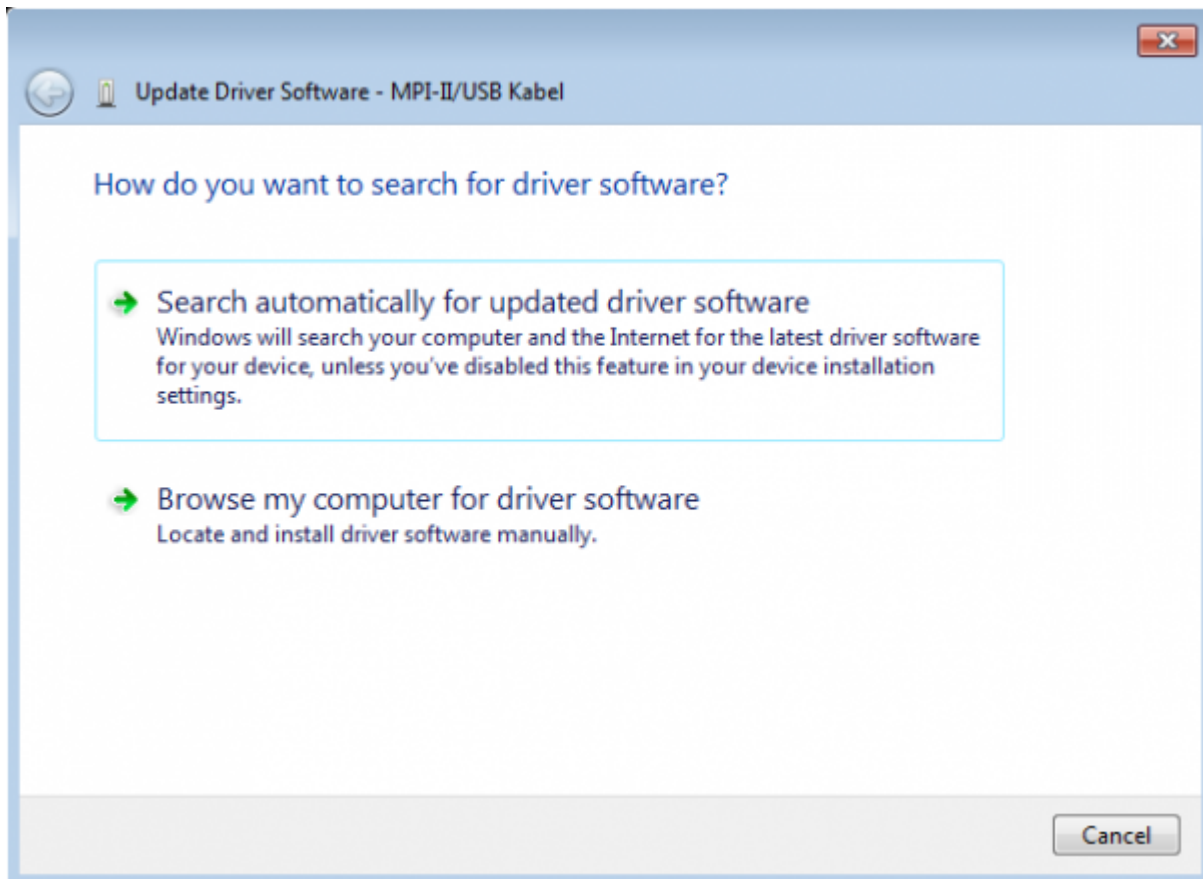 Update Driver Software - MPI-II/USB Kabel
How do you want to search for driver software?
Search automatically for updated driver software
Windows will search your computer and the Internet for the latest driver software
for your device, unless you've disabled this feature in your device installation
settings.
Browse my computer for driver software
Locate and install driver software manually.
Cancel